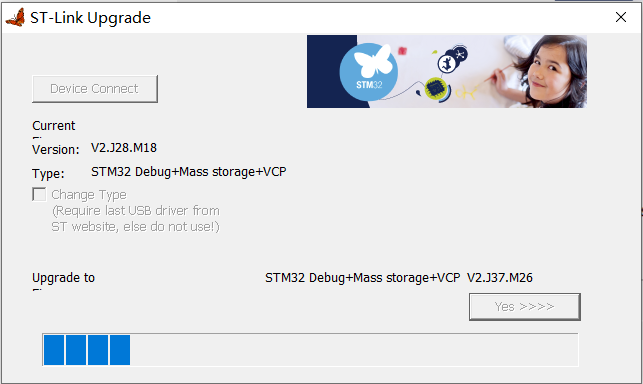 ST-Link Upgrade
STM32
Device Connect
Current
Version: V2.J28.M18
Type: STM32 Debug+Mass storage+VCP
Change Type
(Require last USB driver from
ST website, else do not use!)
Upgrade to STM32 Debug+Mass storage+VCP V2.J37.M26
Yes >>>>